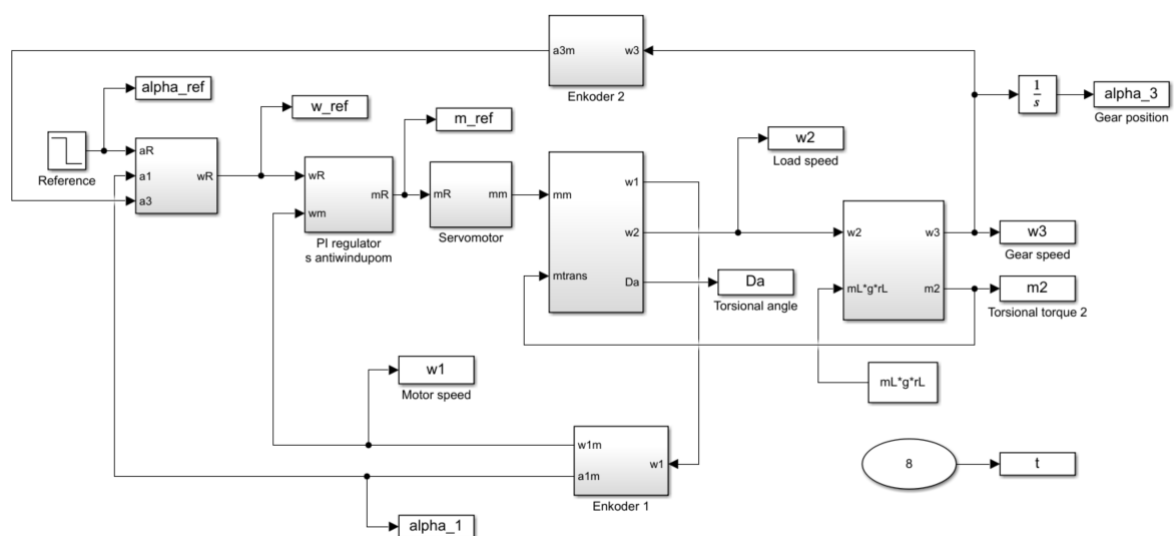 a3m
w3
Enkoder 2
alpha_ref
1
s
alpha_3
Gear position
w_ref
m_ref
w2
Load speed
Reference
aR
a1
a3
wR
wR
wm
mR
PI regulator
s antiwindupom
mR
mm
Servomotor
mm
mtrans
w1
w2
Da
Da
Torsional angle
w2
mL*g*rL
w3
m2
w3
Gear speed
m2
Torsional torque 2
mL*g*rL
w1
Motor speed
w1m
a1m
w1
Enkoder 1
8
t
alpha_1